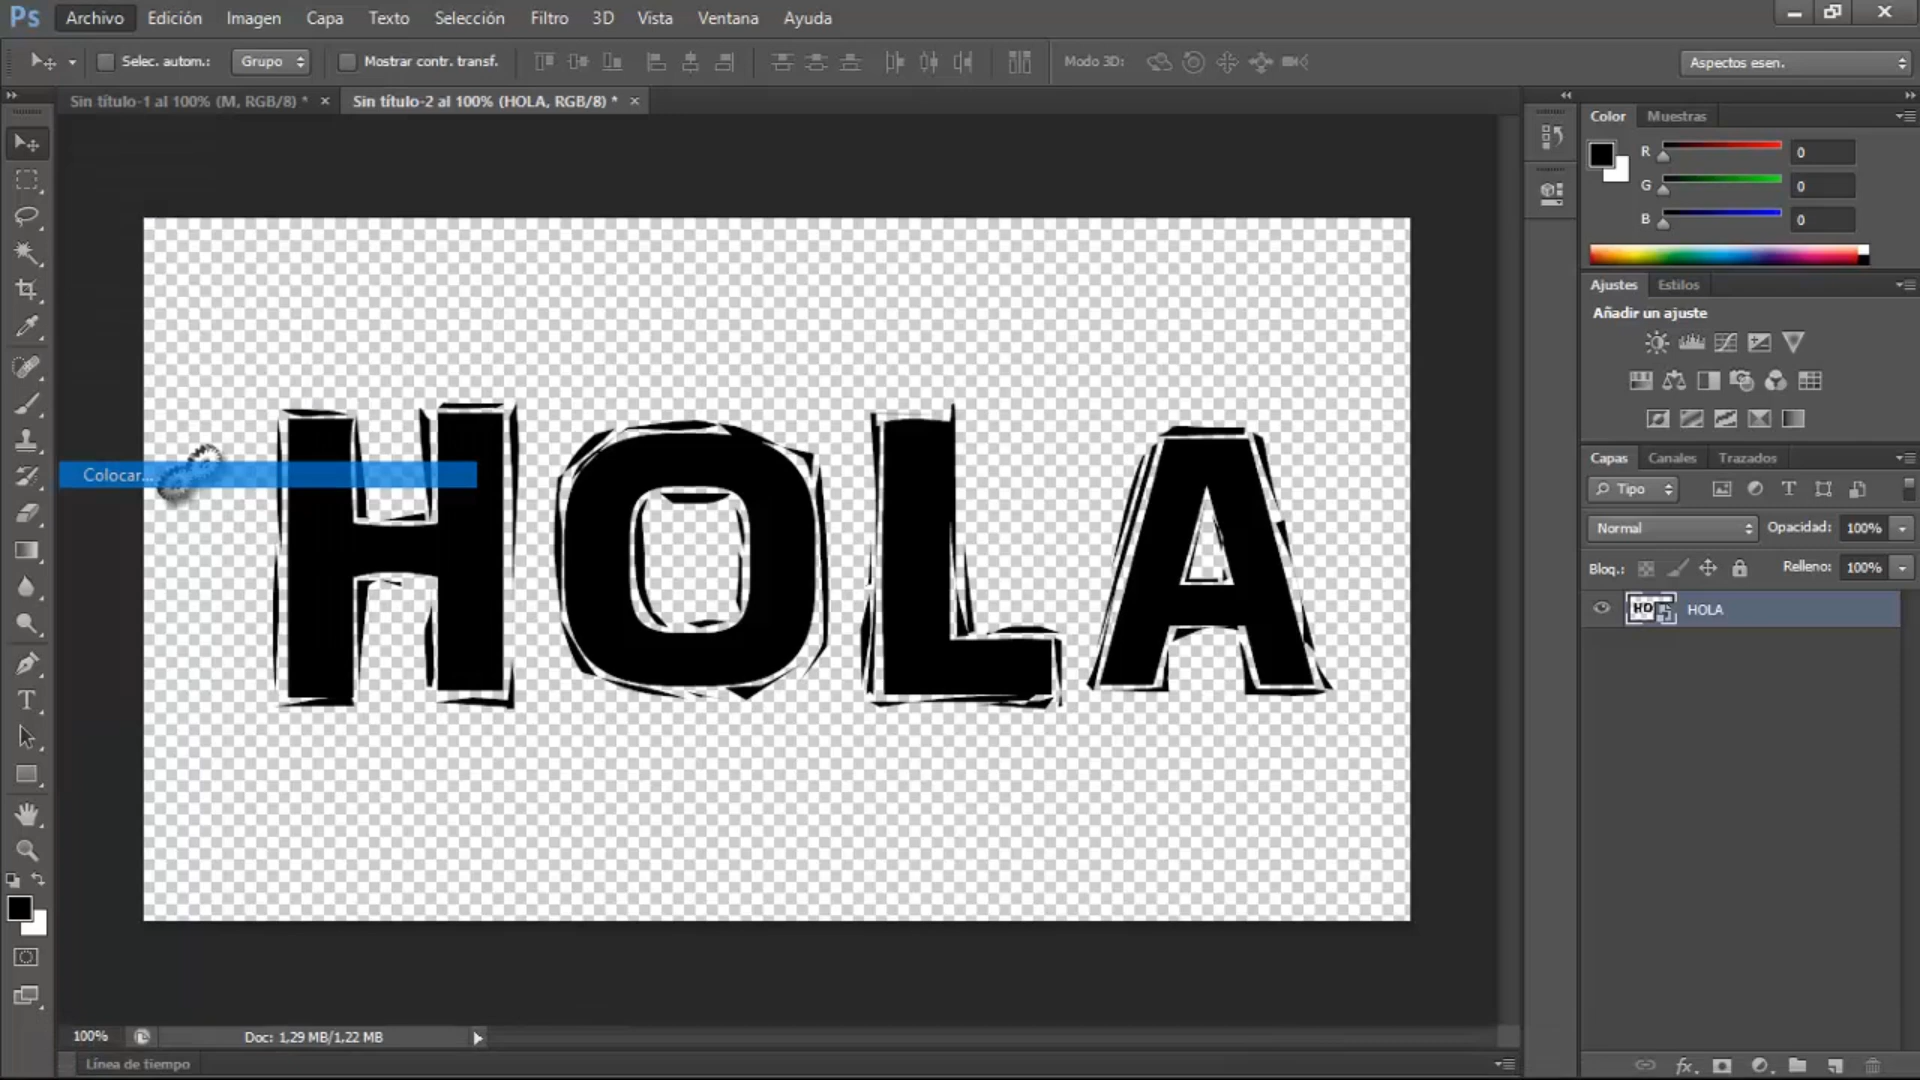 Ps Archivo Edición Imagen Capa Texto Selección Filtro 3D Vista Ventana Ayuda
Selec. autom.: Grupo Mostrar contr. transf. Modo 3D: Aspectos esen.
Sin título-1 al 100% (M, RGB/8) * × Sin título-2 al 100% (HOLA, RGB/8) * ×
Color Muestras
R 0
G 0
B 0
Ajustes Estilos
Añadir un ajuste
Capas Canales Trazados
Tipo
Normal Opacidad: 100%
Bloq.: Relleno: 100%
HO HOLA
Colocar...
HOLA
100% Doc: 1,29 MB/1,22 MB
Línea de tiempo